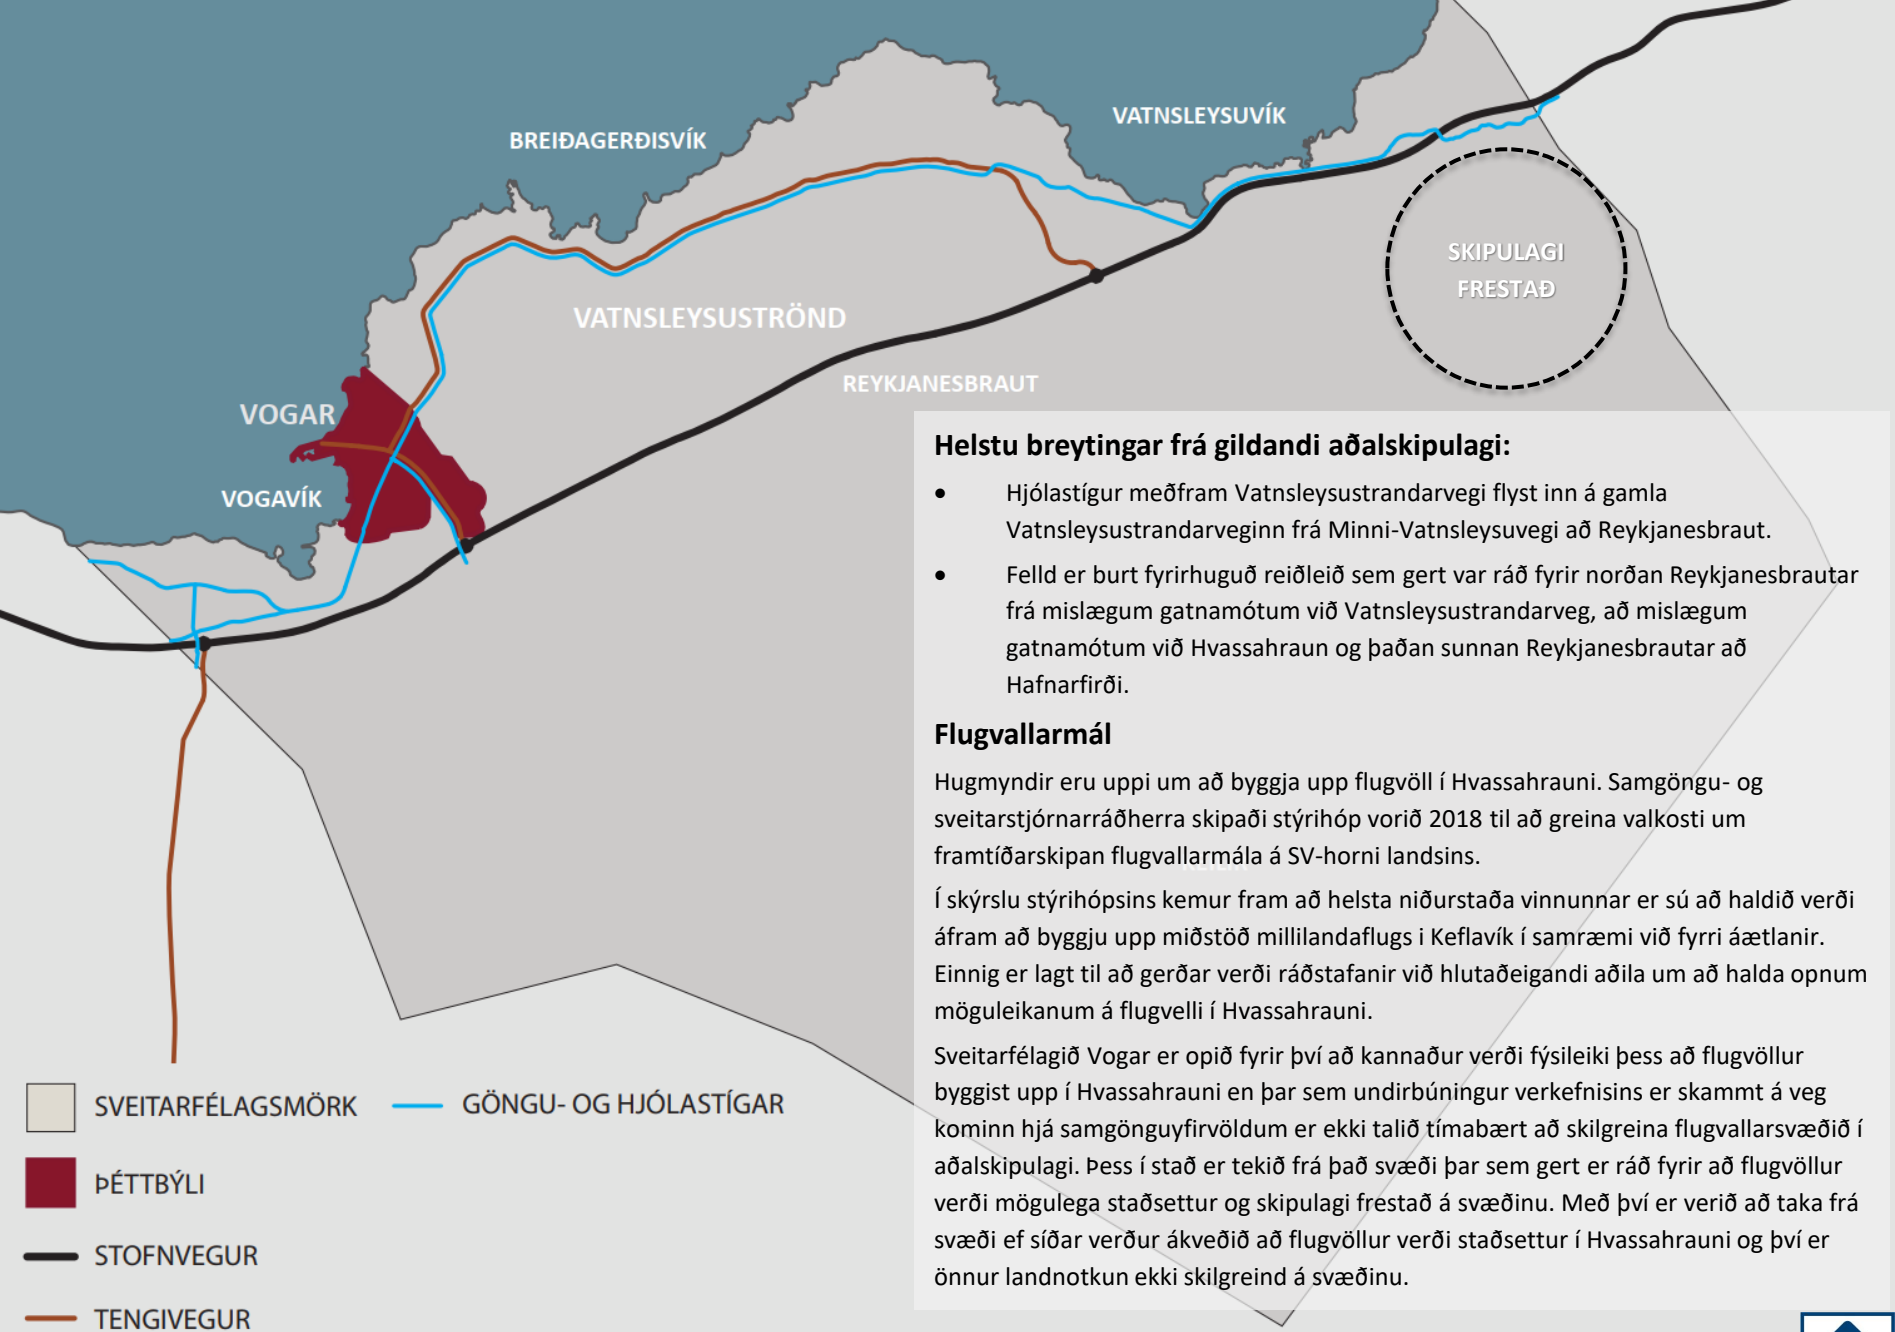 BREIÐAGERÐISVÍK
VATNSLEYSUVÍK
SKIPULAGI
FRESTAÐ
VATNSLEYSUSTRÖND
REYKJANESBRAUT
VOGAR
VOGAVÍK
Helstu breytingar frá gildandi aðalskipulagi:
• Hjólastígur meðfram Vatnsleysustrandarvegi flyst inn á gamla
Vatnsleysustrandarveginn frá Minni-Vatnsleysuvegi að Reykjanesbraut.
• Felld er burt fyrirhuguð reiðleið sem gert var ráð fyrir norðan Reykjanesbrautar
frá mislægum gatnamótum við Vatnsleysustrandarveg, að mislægum
gatnamótum við Hvassahraun og þaðan sunnan Reykjanesbrautar að
Hafnarfirði.
Flugvallarmál
Hugmyndir eru uppi um að byggja upp flugvöll í Hvassahrauni. Samgöngu- og
sveitarstjórnarráðherra skipaði stýrihóp vorið 2018 til að greina valkosti um
framtíðarskipan flugvallarmála á SV-horni landsins.
Í skýrslu stýrihópsins kemur fram að helsta niðurstaða vinnunnar er sú að haldið verði
áfram að byggju upp miðstöð millilandaflugs i Keflavík í samræmi við fyrri áætlanir.
Einnig er lagt til að gerðar verði ráðstafanir við hlutaðeigandi aðila um að halda opnum
möguleikanum á flugvelli í Hvassahrauni.
Sveitarfélagið Vogar er opið fyrir því að kannaður verði fýsileiki þess að flugvöllur
byggist upp í Hvassahrauni en þar sem undirbúningur verkefnisins er skammt á veg
kominn hjá samgönguyfirvöldum er ekki talið tímabært að skilgreina flugvallarsvæðið í
aðalskipulagi. Þess í stað er tekið frá það svæði þar sem gert er ráð fyrir að flugvöllur
verði mögulega staðsettur og skipulagi frestað á svæðinu. Með því er verið að taka frá
svæði ef síðar verður ákveðið að flugvöllur verði staðsettur í Hvassahrauni og því er
önnur landnotkun ekki skilgreind á svæðinu.
SVEITARFÉLAGSMÖRK
GÖNGU- OG HJÓLASTÍGAR
ÞÉTTBÝLI
STOFNVEGUR
TENGIVEGUR